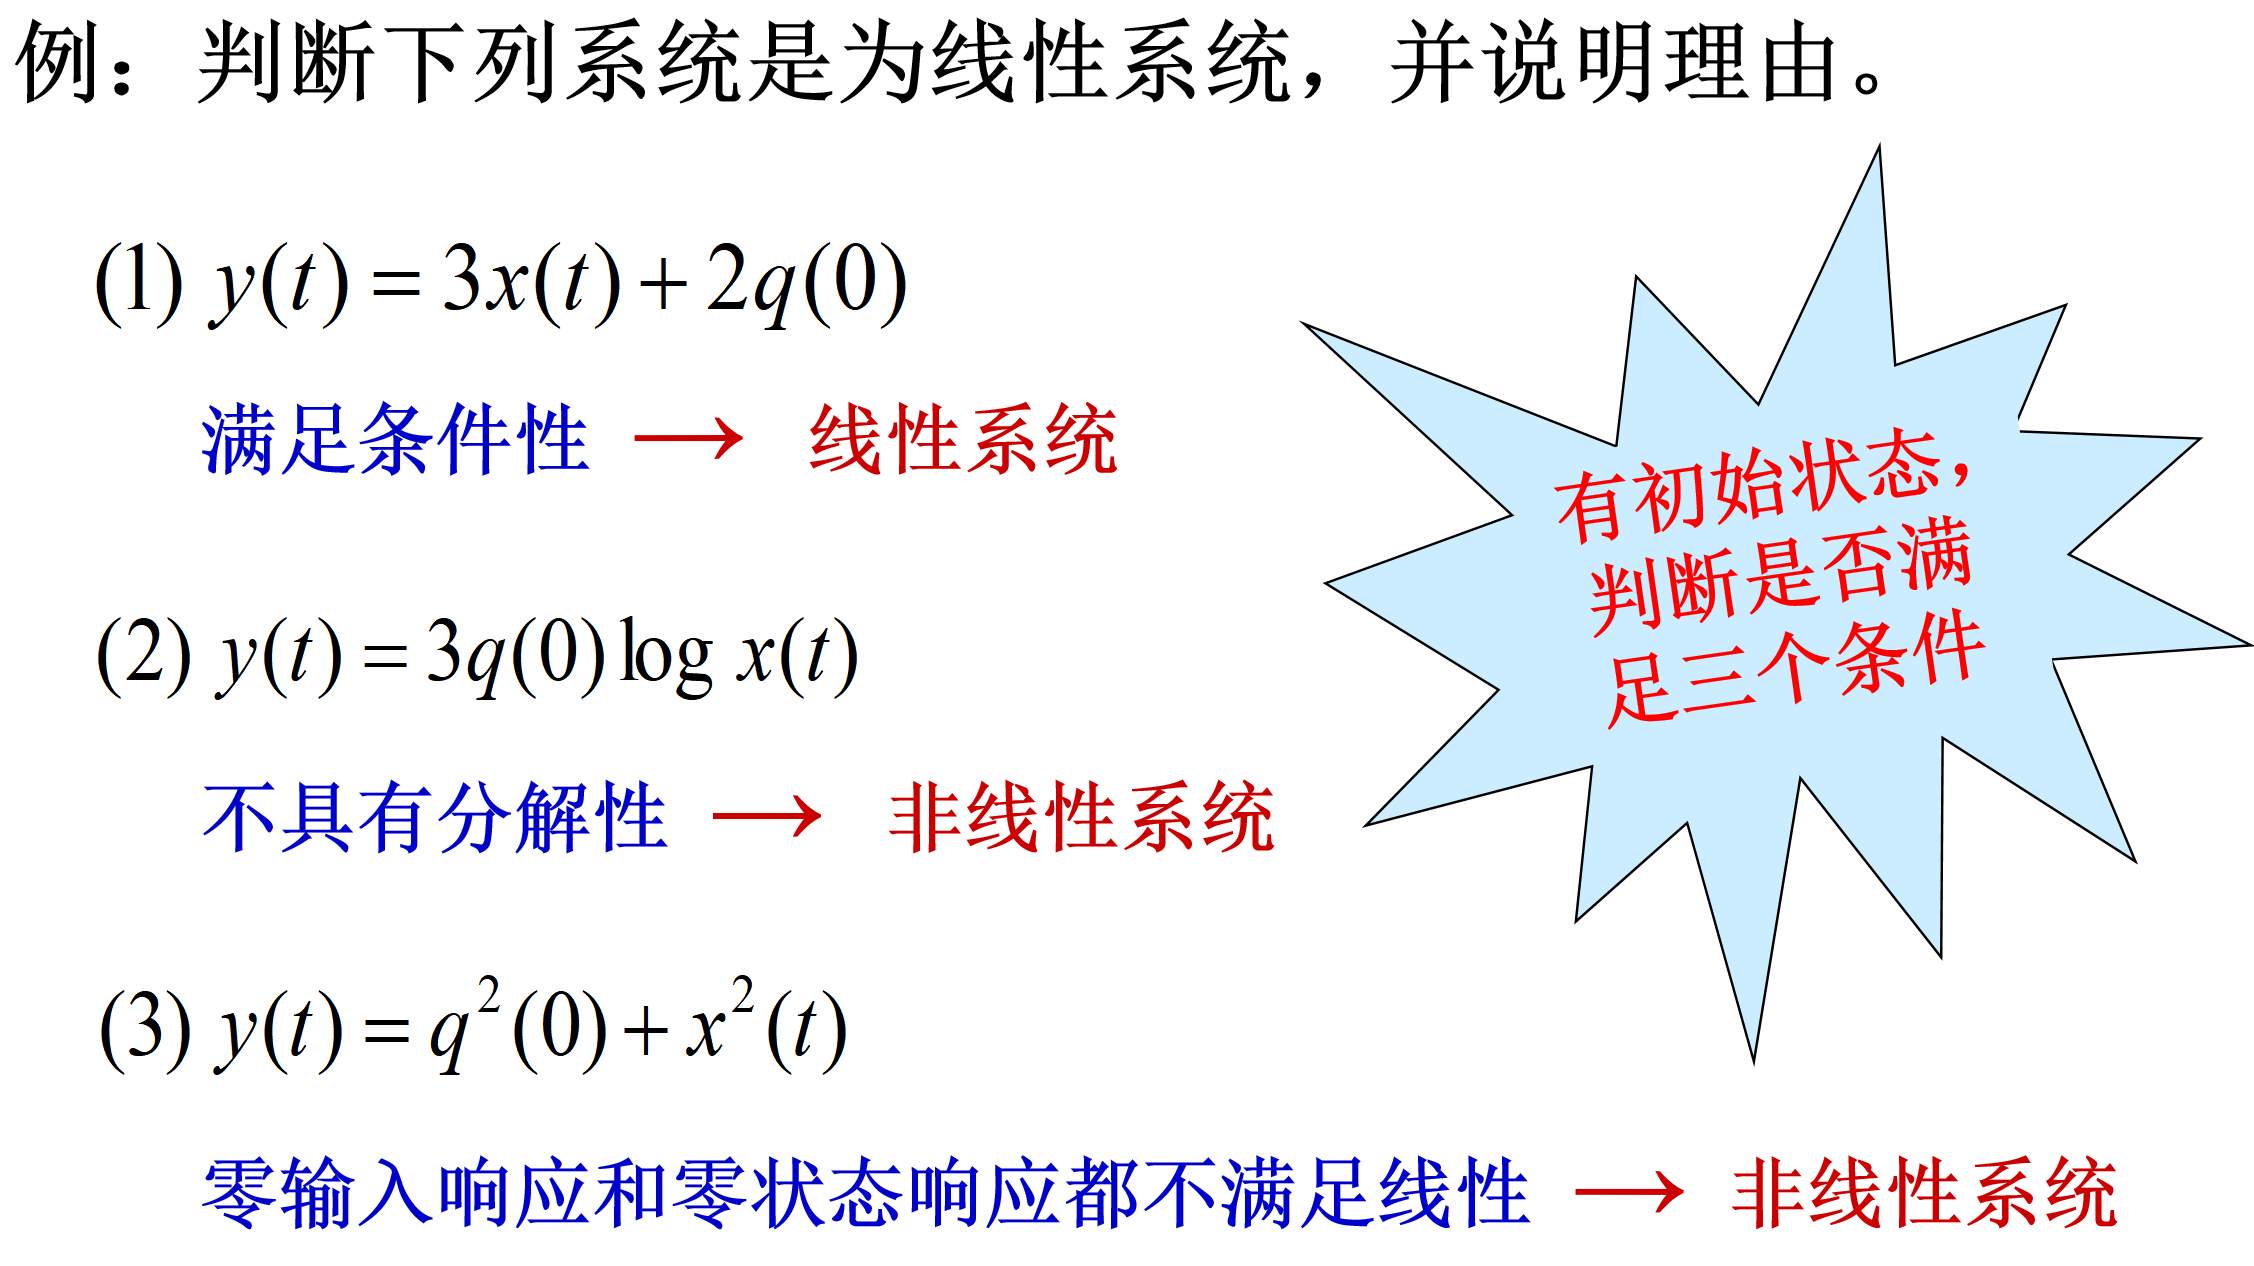 例：判断下列系统是为线性系统，并说明理由。
(1) y(t) = 3x(t) + 2q(0)
满足条件性 → 线性系统
有初始状态，
判断是否满
足三个条件
(2) y(t) = 3q(0) log x(t)
不具有分解性 → 非线性系统
(3) y(t) = q²(0) + x²(t)
零输入响应和零状态响应都不满足线性 → 非线性系统